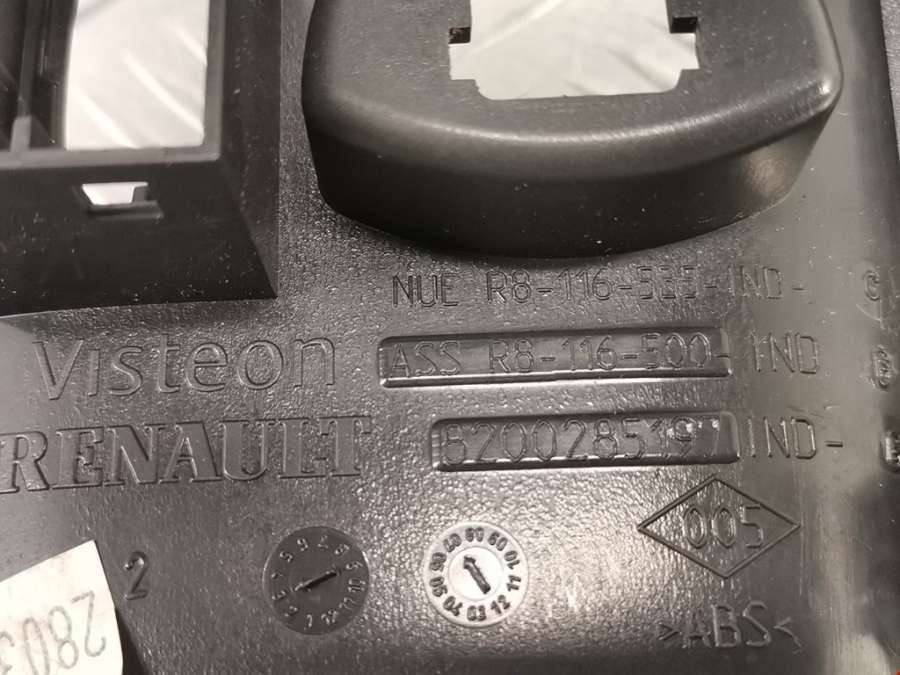 NUE R8-116-535-IND-
Visteon
ASS R8-116-500-IND
RENAULT
8200285197 IND-
005
2
>ABS<